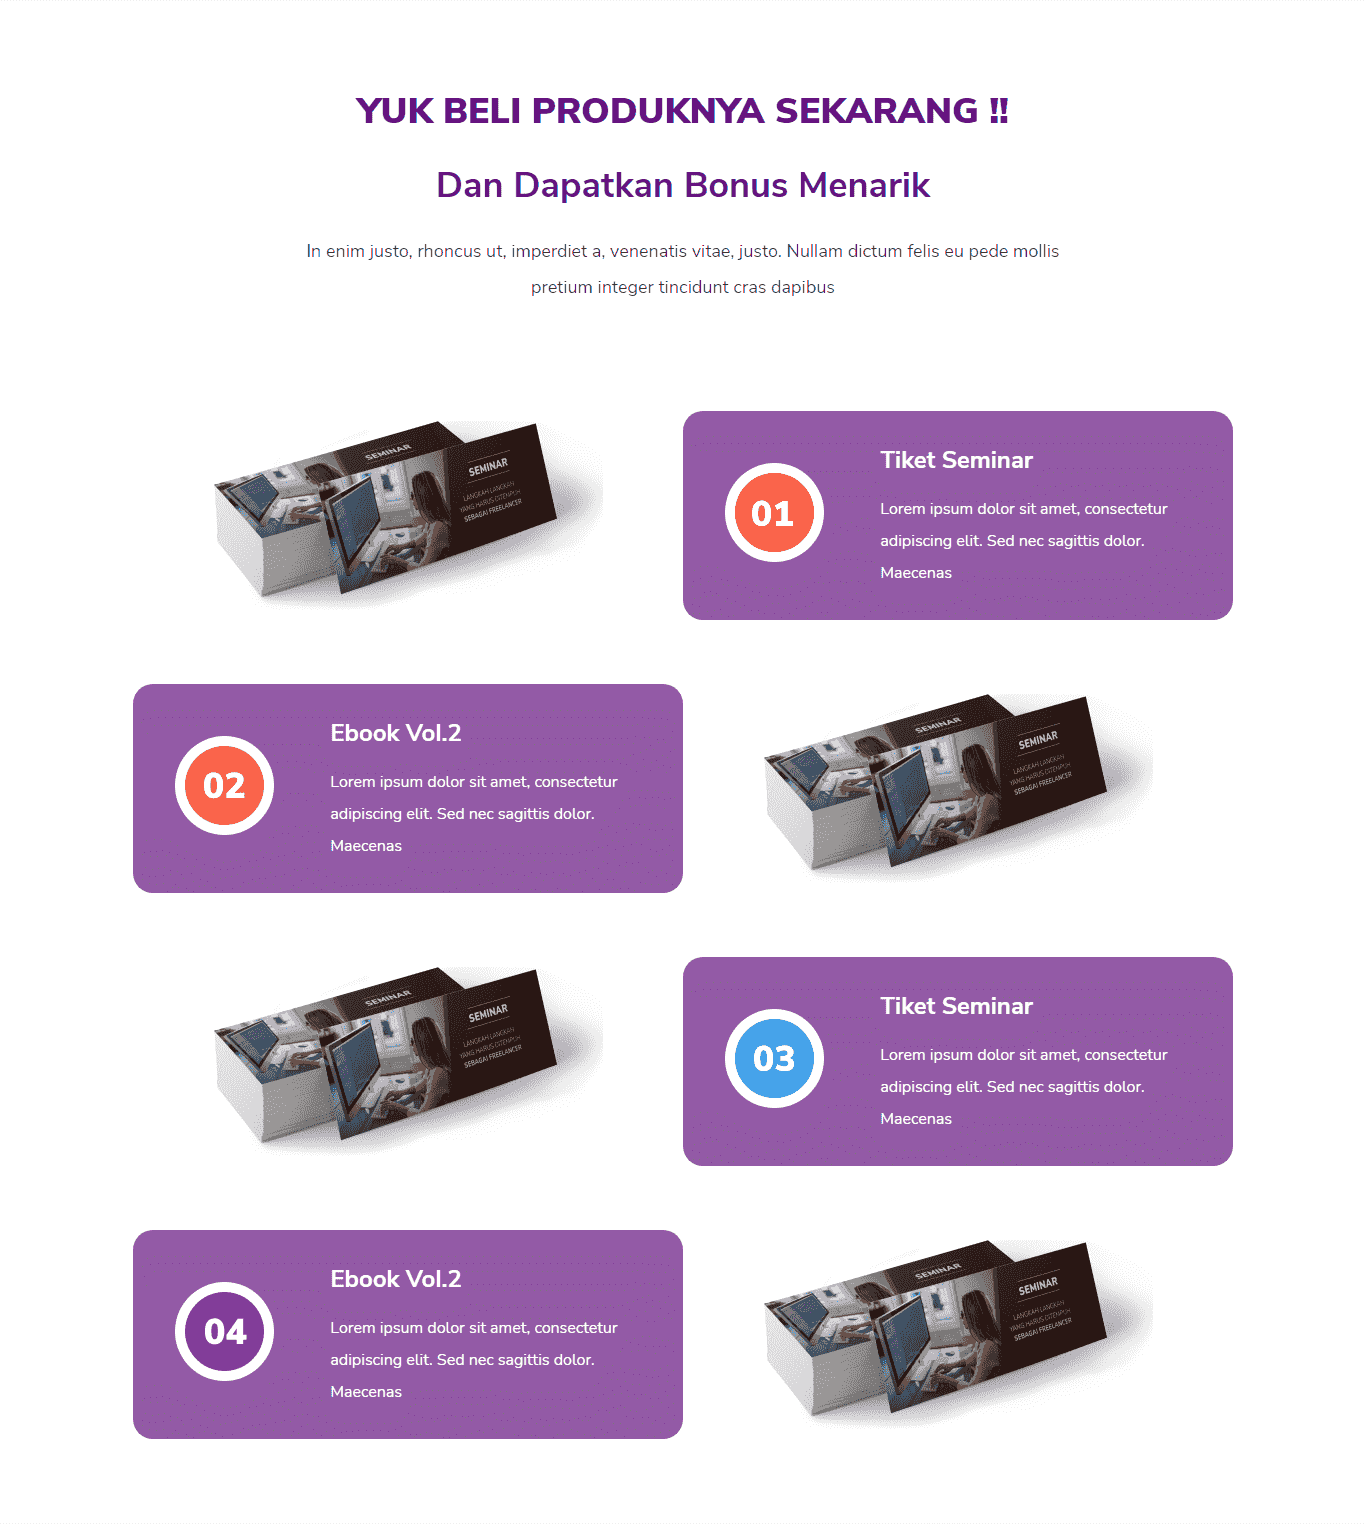 YUK BELI PRODUKNYA SEKARANG !!
Dan Dapatkan Bonus Menarik
In enim justo, rhoncus ut, imperdiet a, venenatis vitae, justo. Nullam dictum felis eu pede mollis
pretium integer tincidunt cras dapibus
SEMINAR
SEMINAR
LANGKAH LANGKAH
YANG HARUS DITEMPUH
SEBAGAI FREELANCER
01
Tiket Seminar
Lorem ipsum dolor sit amet, consectetur
adipiscing elit. Sed nec sagittis dolor.
Maecenas
02
Ebook Vol.2
Lorem ipsum dolor sit amet, consectetur
adipiscing elit. Sed nec sagittis dolor.
Maecenas
SEMINAR
SEMINAR
LANGKAH LANGKAH
YANG HARUS DITEMPUH
SEBAGAI FREELANCER
SEMINAR
SEMINAR
LANGKAH LANGKAH
YANG HARUS DITEMPUH
SEBAGAI FREELANCER
03
Tiket Seminar
Lorem ipsum dolor sit amet, consectetur
adipiscing elit. Sed nec sagittis dolor.
Maecenas
04
Ebook Vol.2
Lorem ipsum dolor sit amet, consectetur
adipiscing elit. Sed nec sagittis dolor.
Maecenas
SEMINAR
SEMINAR
LANGKAH LANGKAH
YANG HARUS DITEMPUH
SEBAGAI FREELANCER